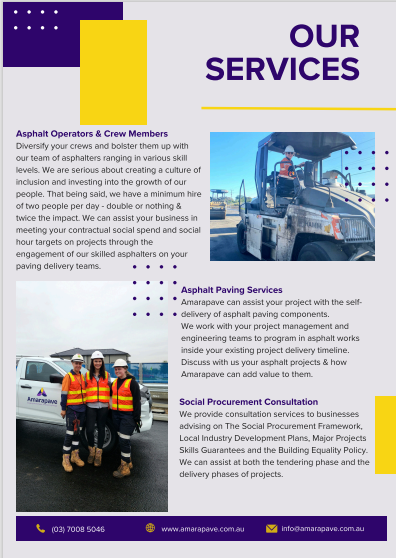 OUR
SERVICES
Asphalt Operators & Crew Members
Diversify your crews and bolster them up with
our team of asphalters ranging in various skill
levels. We are serious about creating a culture of
inclusion and investing into the growth of our
people. That being said, we have a minimum hire
of two people per day - double or nothing &
twice the impact. We can assist your business in
meeting your contractual social spend and social
hour targets on projects through the
engagement of our skilled asphalters on your
paving delivery teams.
Asphalt Paving Services
Amarapave can assist your project with the self-
delivery of asphalt paving components.
We work with your project management and
engineering teams to program in asphalt works
inside your existing project delivery timeline.
Discuss with us your asphalt projects & how
Amarapave can add value to them.
Amarapave
Social Procurement Consultation
We provide consultation services to businesses
advising on The Social Procurement Framework,
Local Industry Development Plans, Major Projects
Skills Guarantees and the Building Equality Policy.
We can assist at both the tendering phase and the
delivery phases of projects.
(03) 7008 5046
www.amarapave.com.au
info@amarapave.com.au